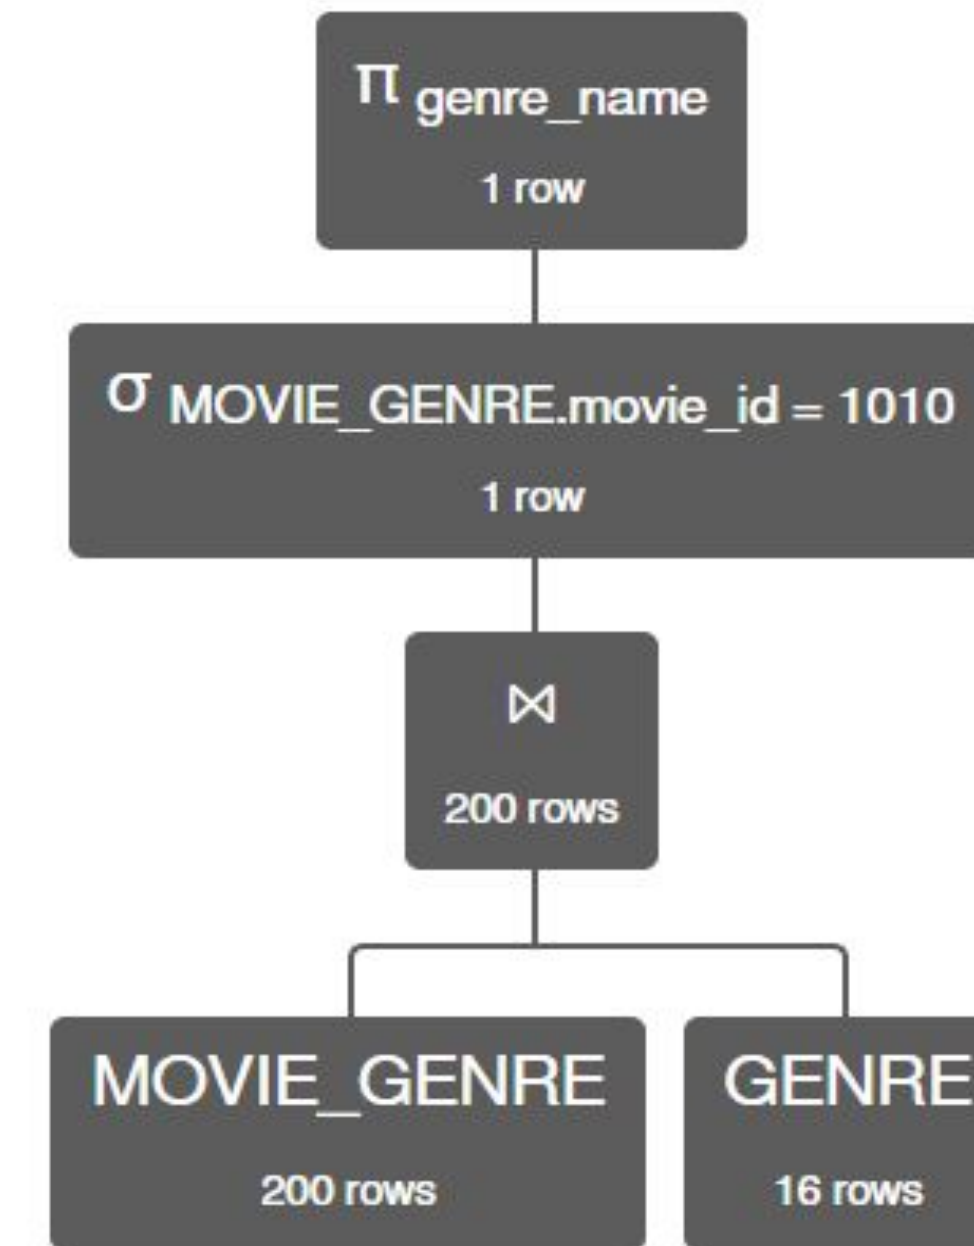 π genre_name
1 row
σ MOVIE_GENRE.movie_id = 1010
1 row
⋈
200 rows
MOVIE_GENRE
200 rows
GENRE
16 rows